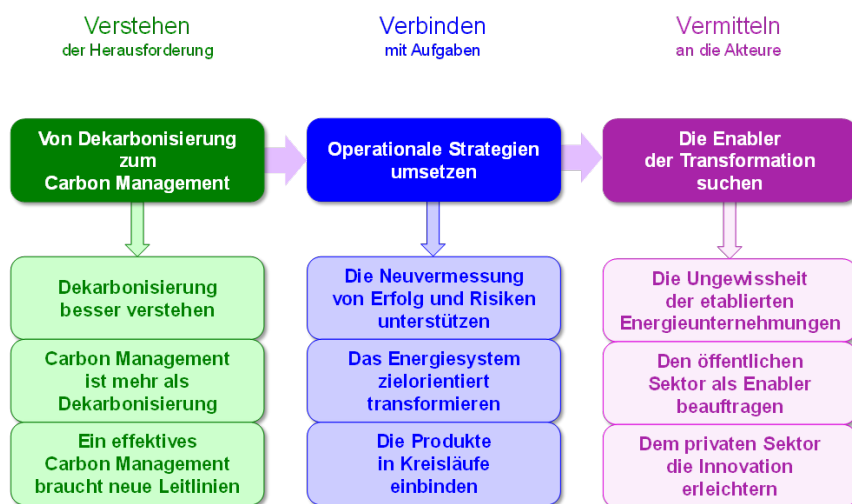 Verstehen
der Herausforderung
Verbinden
mit Aufgaben
Vermitteln
an die Akteure
Von Dekarbonisierung
zum
Carbon Management
Operationale Strategien
umsetzen
Die Enabler
der Transformation
suchen
Dekarbonisierung
besser verstehen
Carbon Management
ist mehr als
Dekarbonisierung
Ein effektives
Carbon Management
braucht neue Leitlinien
Die Neuvermessung
von Erfolg und Risiken
unterstützen
Das Energiesystem
zielorientiert
transformieren
Die Produkte
in Kreisläufe
einbinden
Die Ungewissheit
der etablierten
Energieunternehmungen
Den öffentlichen
Sektor als Enabler
beauftragen
Dem privaten Sektor
die Innovation
erleichtern